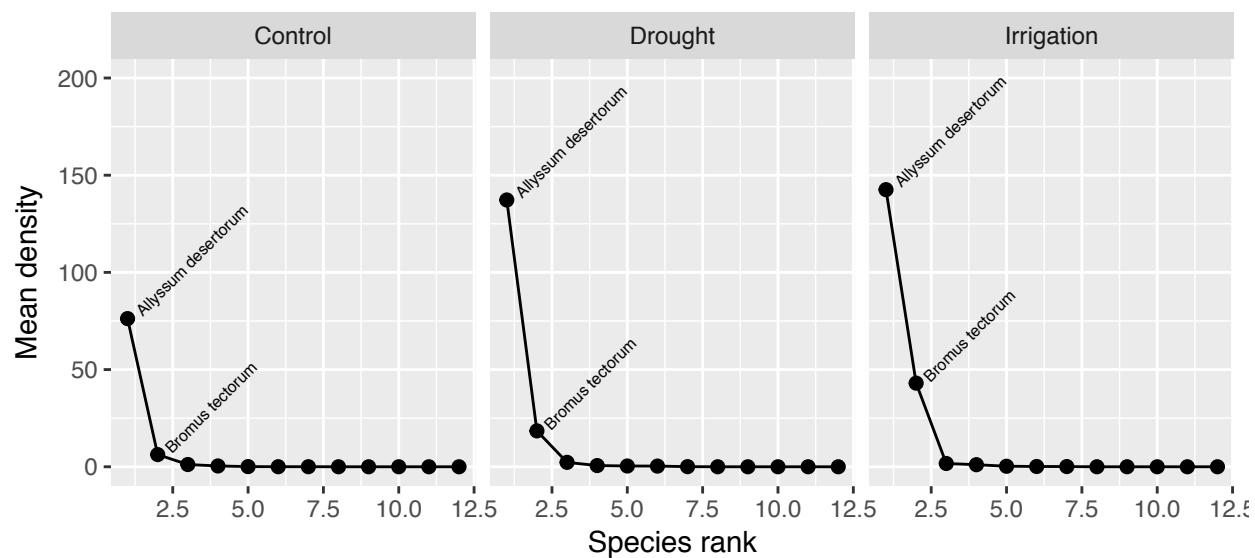 Control Drought Irrigation
200
Allyssum desertorum Allyssum desertorum Allyssum desertorum
150
Mean density
100
50
Bromus tectorum Bromus tectorum Bromus tectorum
0
2.5 5.0 7.5 10.0 12.5 2.5 5.0 7.5 10.0 12.5 2.5 5.0 7.5 10.0 12.5
Species rank